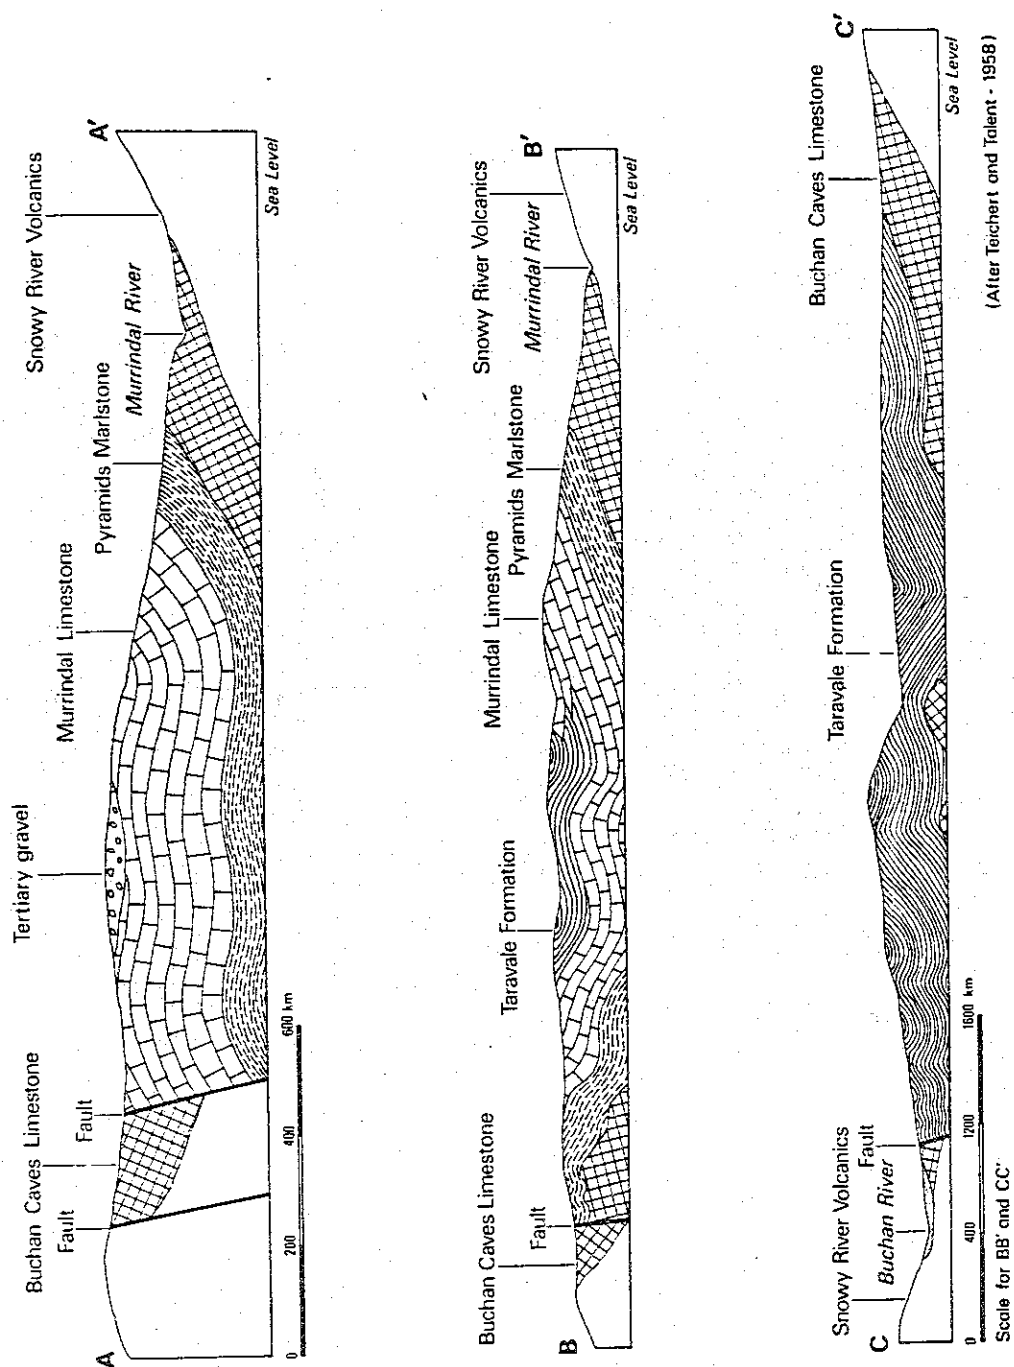 A
Fault
Buchan Caves Limestone
Fault
Tertiary gravel
Murrindal Limestone
Pyramids Marlstone
Murrindal River
Snowy River Volcanics
A'
Sea Level
0
200
400
600 km
B
Buchan Caves Limestone
Fault
Taravale Formation
Murrindal Limestone
Pyramids Marlstone
Murrindal River
Snowy River Volcanics
B'
Sea Level
C
Snowy River Volcanics
Buchan River
Fault
Taravale Formation
Buchan Caves Limestone
C'
Sea Level
0
400
1200
1600 km
Scale for BB' and CC'
(After Teichert and Talent - 1958)